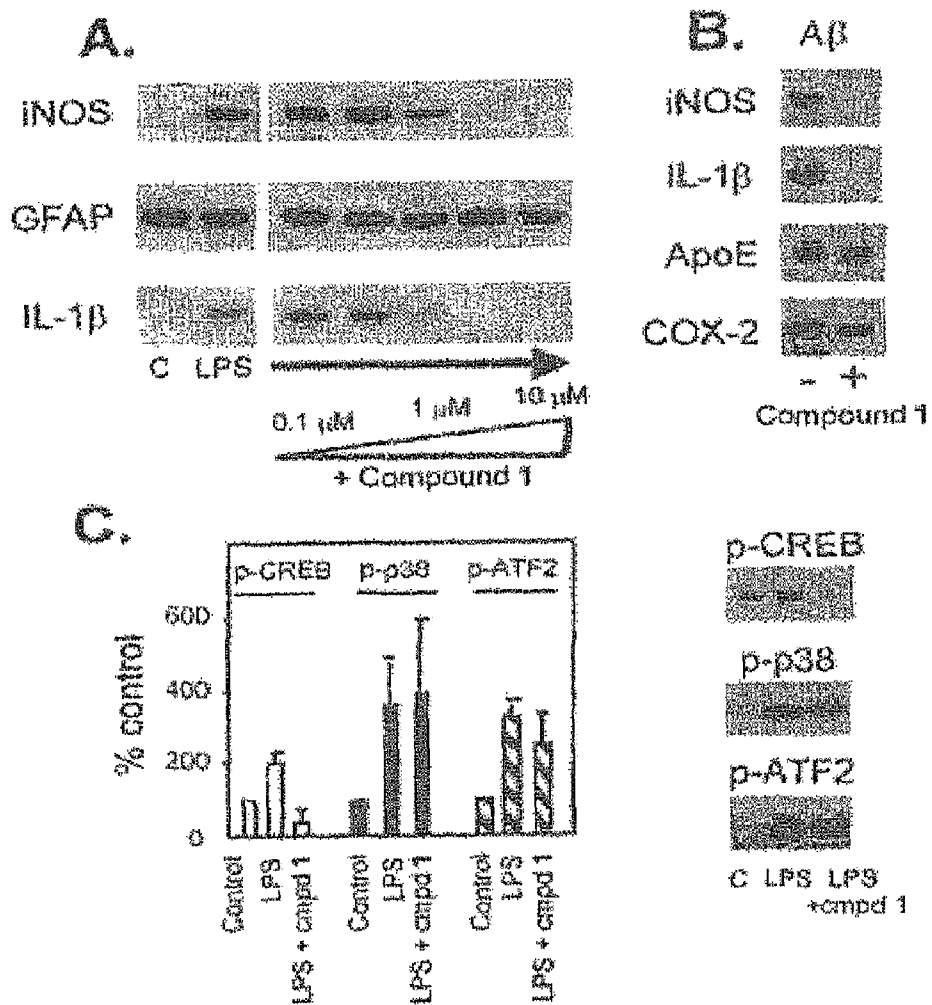 A.
iNOS
GFAP
IL-1β
C LPS
0.1 μM 1 μM 10 μM
+ Compound 1
B. Aβ
iNOS
IL-1β
ApoE
COX-2
- +
Compound 1
C.
% control
600
400
200
0
p-CREB p-p38 p-ATF2
Control LPS LPS + cmpd 1 Control LPS LPS + cmpd 1 Control LPS LPS + cmpd 1
p-CREB
p-p38
p-ATF2
C LPS LPS
+cmpd 1